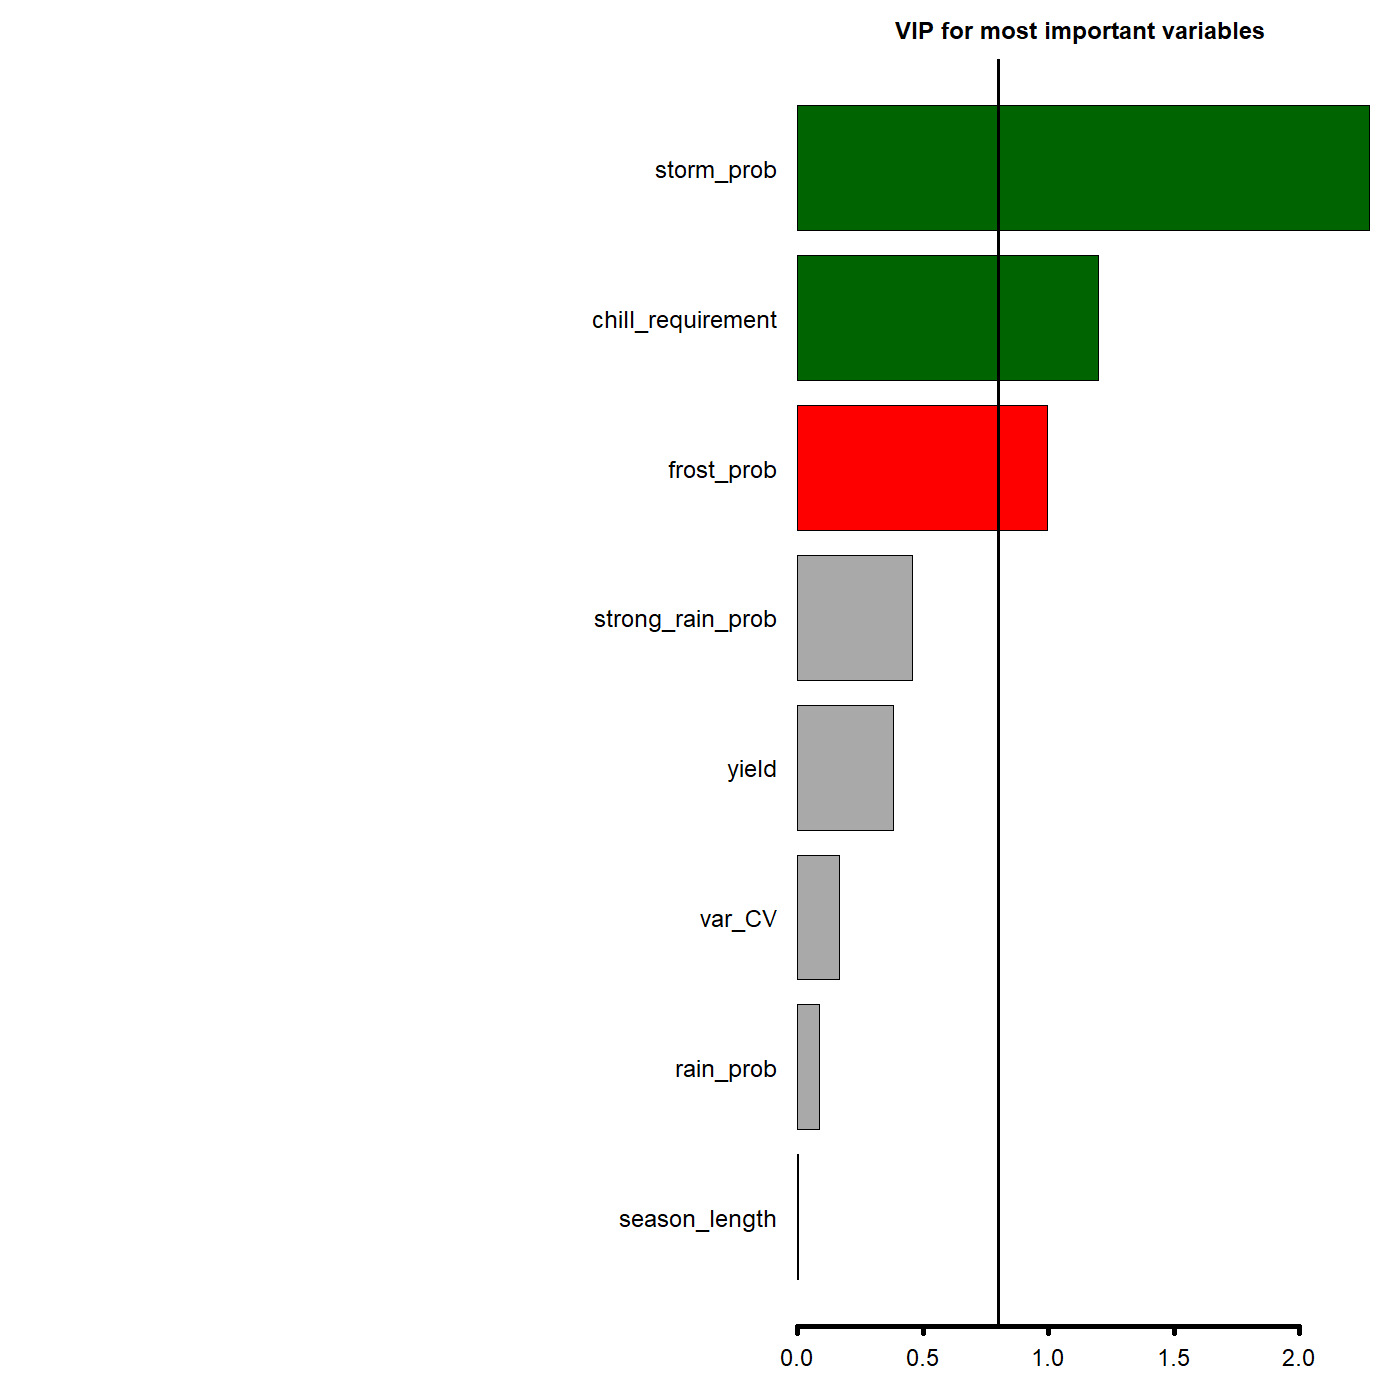 VIP for most important variables
storm_prob
chill_requirement
frost_prob
strong_rain_prob
yield
var_CV
rain_prob
season_length
0.0 0.5 1.0 1.5 2.0